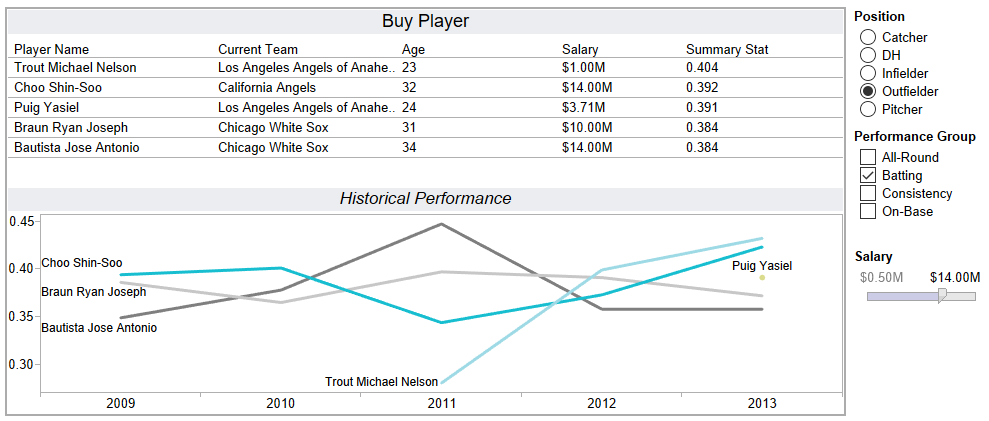 Buy Player
Player Name Current Team Age Salary Summary Stat
Trout Michael Nelson Los Angeles Angels of Anahe.. 23 $1.00M 0.404
Choo Shin-Soo California Angels 32 $14.00M 0.392
Puig Yasiel Los Angeles Angels of Anahe.. 24 $3.71M 0.391
Braun Ryan Joseph Chicago White Sox 31 $10.00M 0.384
Bautista Jose Antonio Chicago White Sox 34 $14.00M 0.384
Historical Performance
0.45
0.40
0.35
0.30
Choo Shin-Soo
Braun Ryan Joseph
Bautista Jose Antonio
Trout Michael Nelson
Puig Yasiel
2009 2010 2011 2012 2013
Position
Catcher
DH
Infielder
Outfielder
Pitcher
Performance Group
All-Round
Batting
Consistency
On-Base
Salary
$0.50M $14.00M